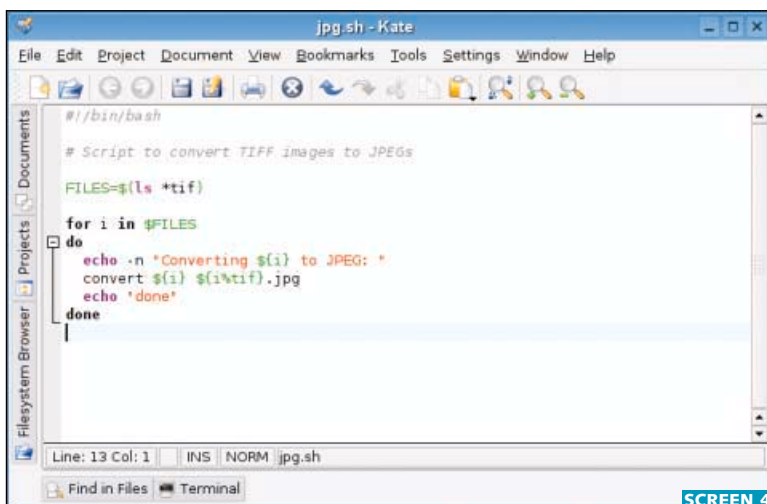 jpg.sh - Kate
File Edit Project Document View Bookmarks Tools Settings Window Help
Documents
Projects
Filesystem Browser
#!/bin/bash
# Script to convert TIFF images to JPEGs
FILES=$(ls *tif)
for i in $FILES
do
echo -n "Converting ${i} to JPEG: "
convert ${i} ${i%tif}.jpg
echo "done"
done
Line: 13 Col: 1 INS NORM jpg.sh
Find in Files Terminal
SCREEN 4